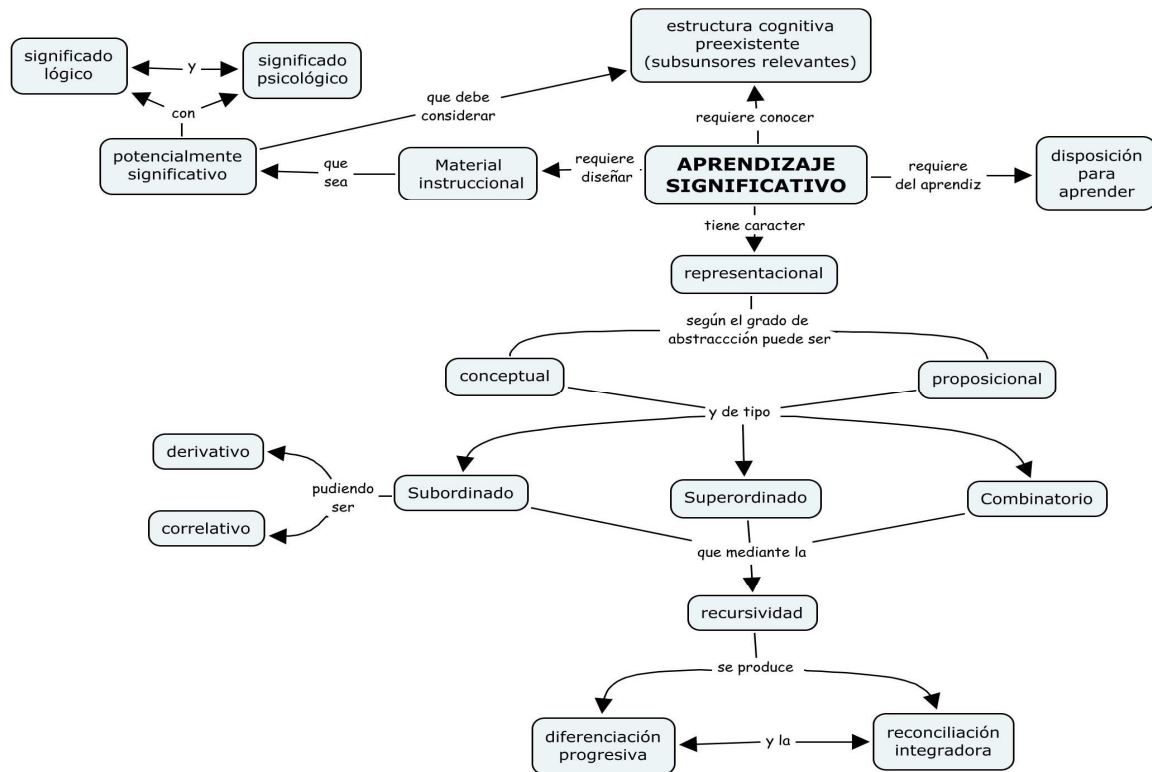 estructura cognitiva
preexistente
(subsunsores relevantes)
significado
lógico
y
significado
psicológico
con
que debe
considerar
requiere conocer
potencialmente
significativo
que
sea
Material
instruccional
requiere
diseñar
APRENDIZAJE
SIGNIFICATIVO
requiere
del aprendiz
disposición
para
aprender
tiene caracter
representacional
según el grado de
abstraccción puede ser
conceptual
proposicional
y de tipo
derivativo
correlativo
pudiendo
ser
Subordinado
Superordinado
Combinatorio
que mediante la
recursividad
se produce
diferenciación
progresiva
y la
reconciliación
integradora